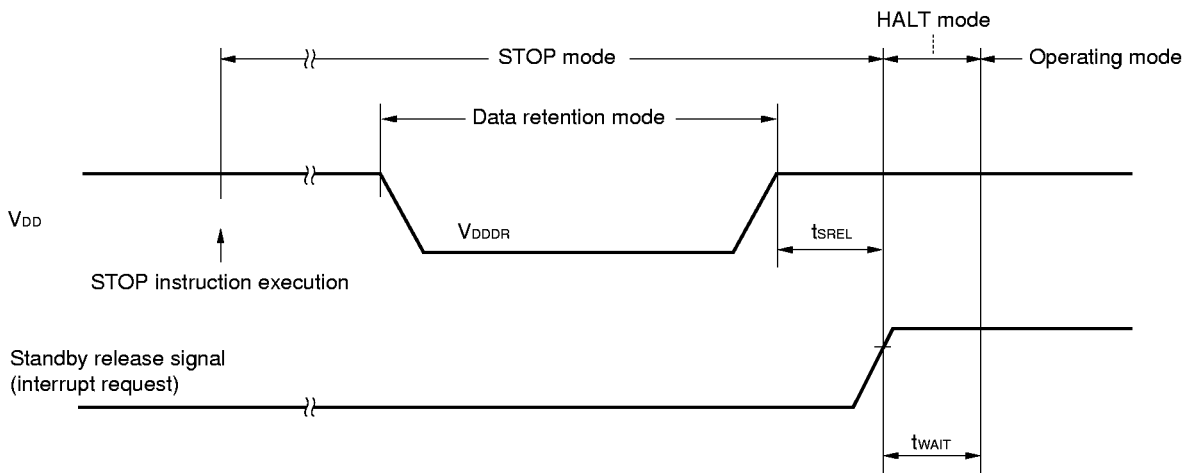 HALT mode
STOP mode
Operating mode
Data retention mode
VDD
VDDDR
tSREL
STOP instruction execution
Standby release signal
(interrupt request)
tWAIT